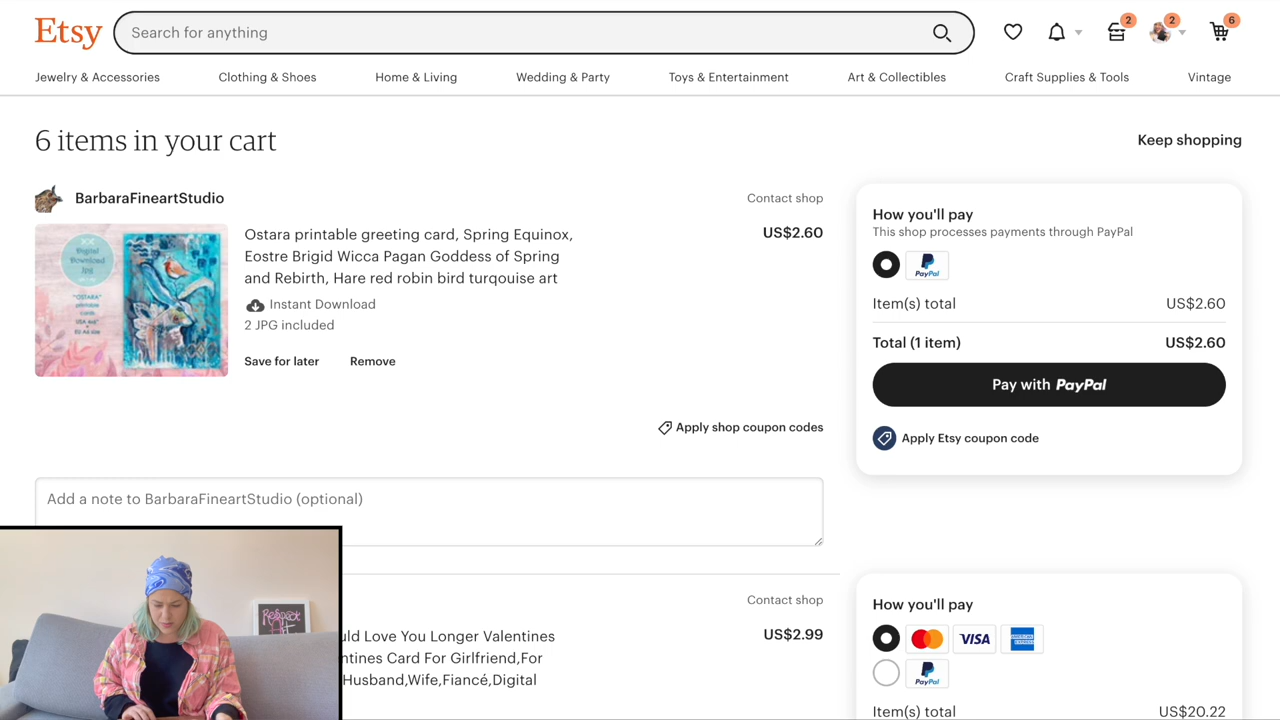 Etsy
Search for anything
2
2
6
Jewelry & Accessories
Clothing & Shoes
Home & Living
Wedding & Party
Toys & Entertainment
Art & Collectibles
Craft Supplies & Tools
Vintage
6 items in your cart
Keep shopping
BarbaraFineartStudio
Contact shop
Digital
Download
Jpg
"OSTARA"
printable
cards
Ostara printable greeting card, Spring Equinox,
Eostre Brigid Wicca Pagan Goddess of Spring
and Rebirth, Hare red robin bird turqouise art
US$2.60
Instant Download
2 JPG included
Save for later
Remove
Apply shop coupon codes
Add a note to BarbaraFineartStudio (optional)
How you'll pay
This shop processes payments through PayPal
PayPal
Item(s) total
US$2.60
Total (1 item)
US$2.60
Pay with PayPal
Apply Etsy coupon code
Contact shop
uld Love You Longer Valentines
ntines Card For Girlfriend,For
Husband,Wife,Fiancé,Digital
US$2.99
How you'll pay
VISA
PayPal
Item(s) total
US$20.22